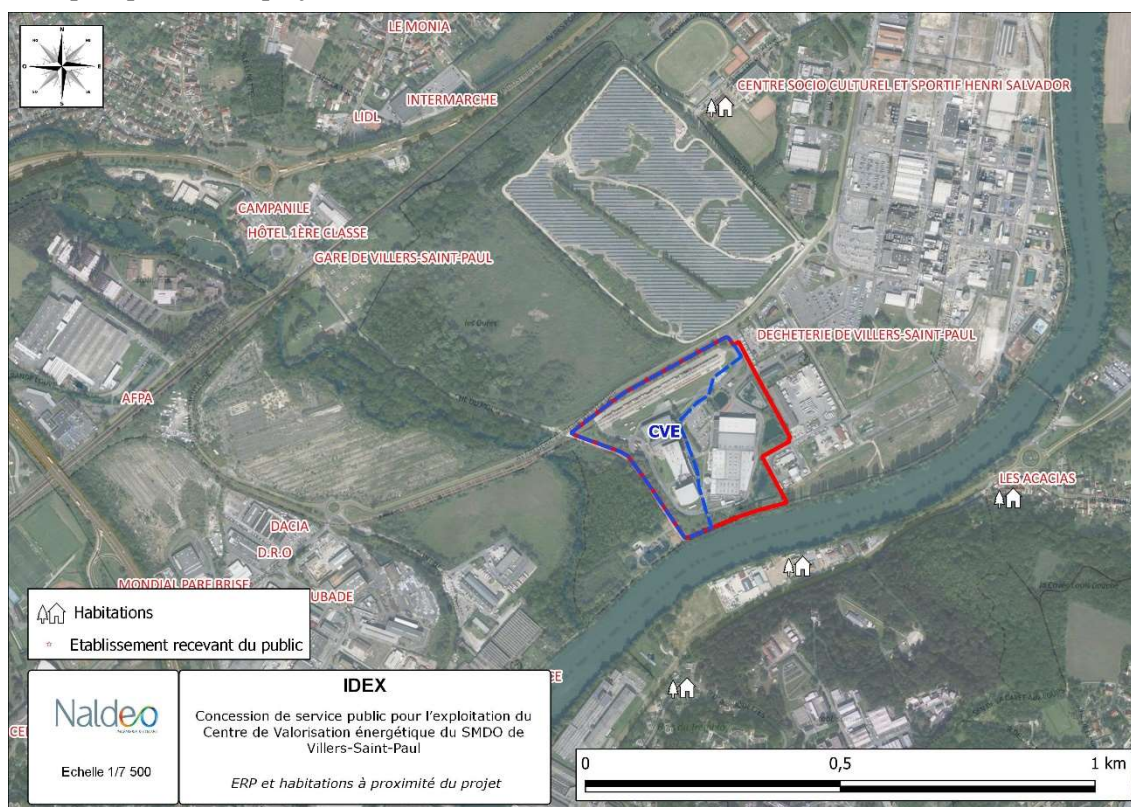 N
O
E
S
LE MONIA
CENTRE SOCIO CULTUREL ET SPORTIF HENRI SALVADOR
INTERMARCHE
LIDL
CAMPANILE
HÔTEL 1ÈRE CLASSE
GARE DE VILLERS-SAINT-PAUL
DECHETERIE DE VILLERS-SAINT-PAUL
AFPA
CVE
LES ACACIAS
DACIA
D.R.O
MONDIAL PARE BRISE
UBADE
Habitations
Etablissement recevant du public
Naldeo
Echelle 1/7 500
IDEX
Concession de service public pour l'exploitation du
Centre de Valorisation énergétique du SMDO de
Villers-Saint-Paul
ERP et habitations à proximité du projet
0
0,5
1 km